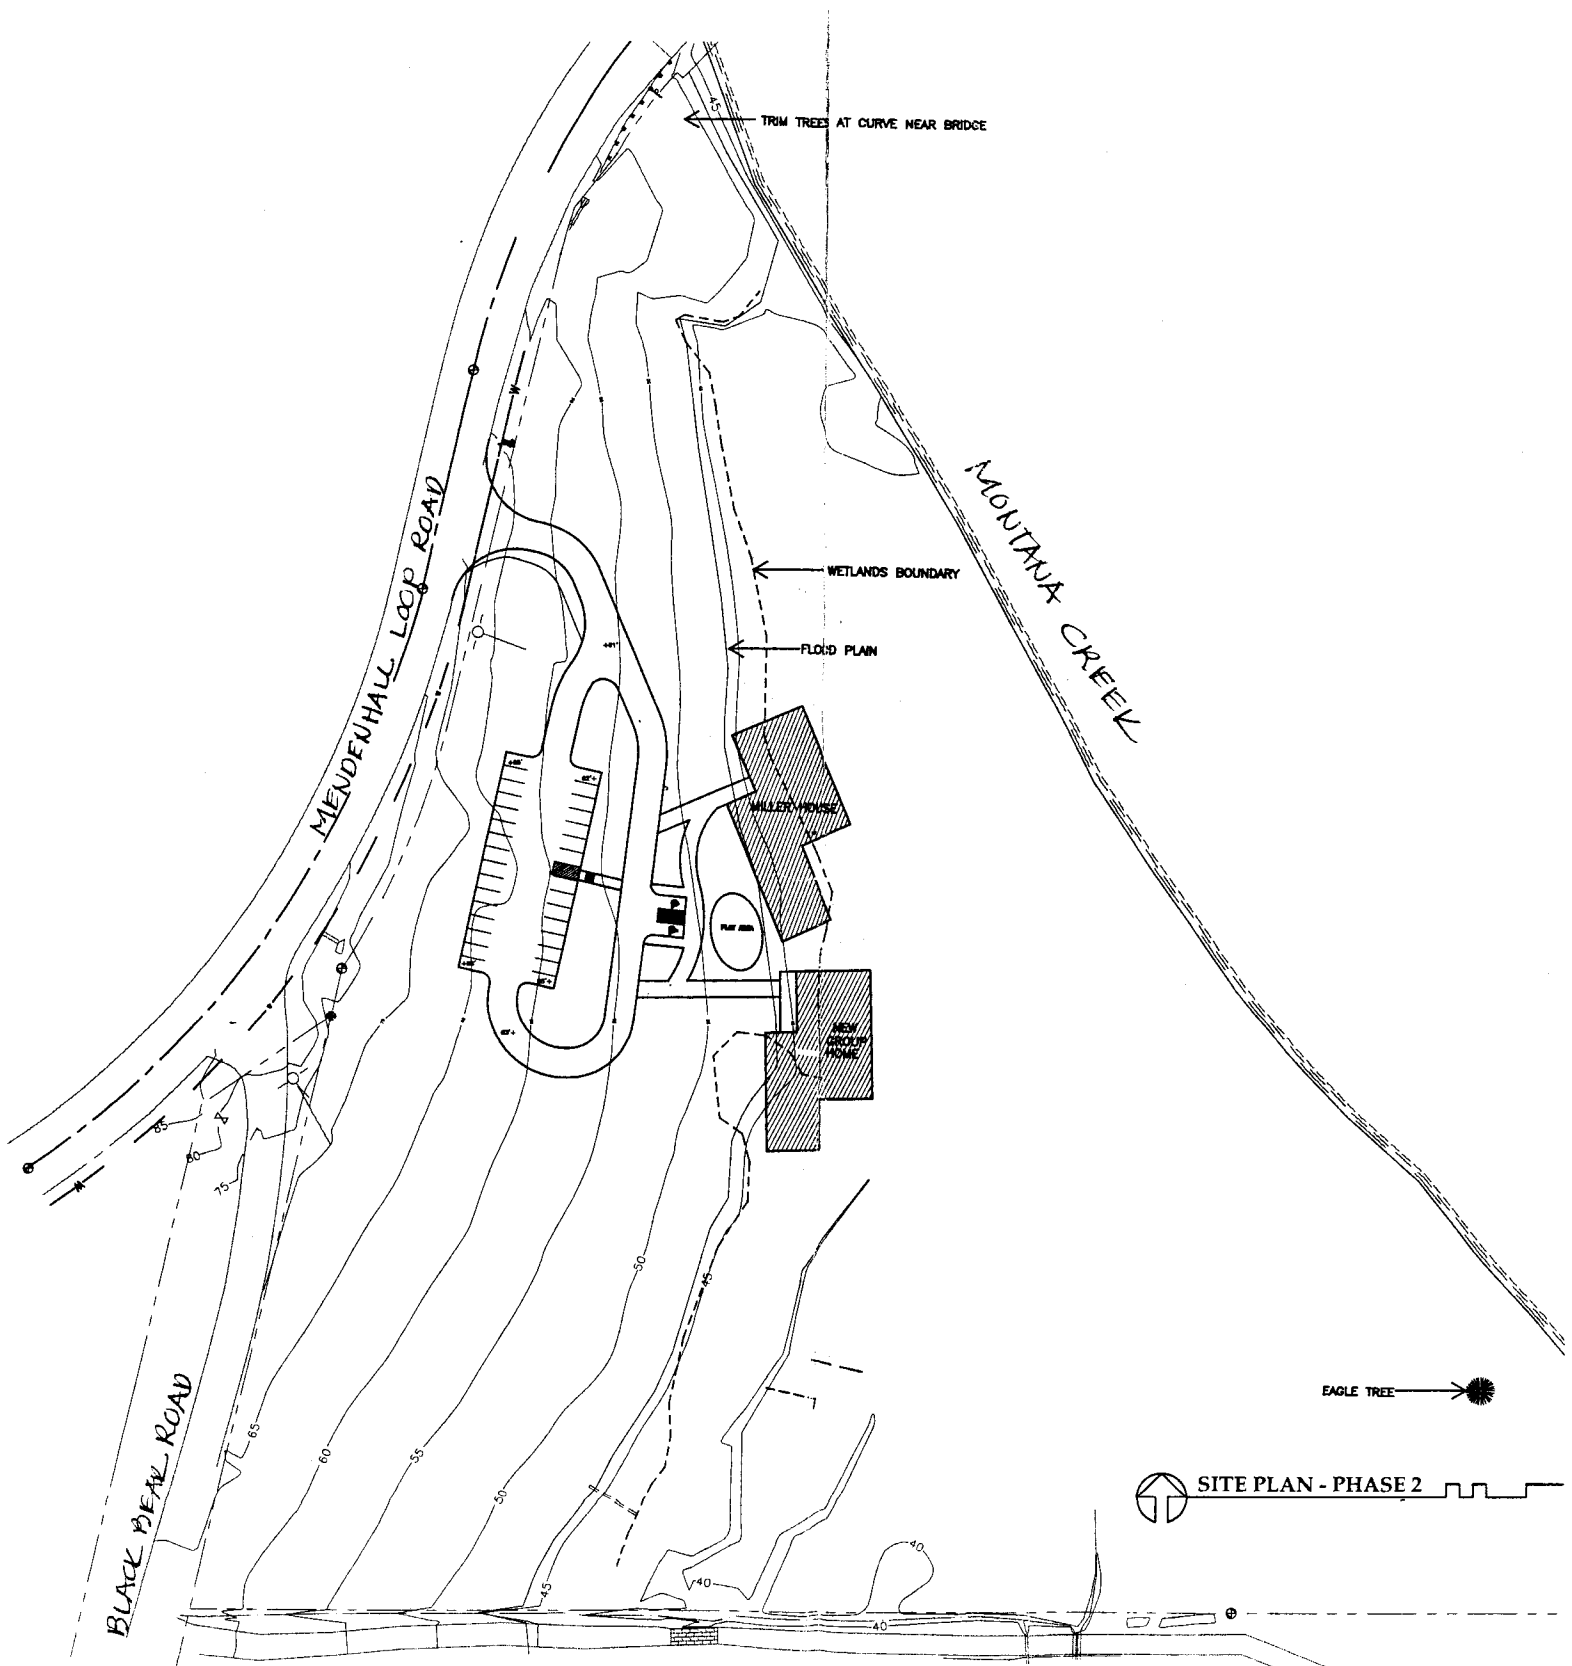 45
TRIM TREES AT CURVE NEAR BRIDGE
W
MONTANA CREEK
MENDENHALL LOOP ROAD
WETLANDS BOUNDARY
FLOOD PLAIN
MILLER HOUSE
PLAY AREA
NEW
GROUP
HOME
85
80
75
W
50
45
EAGLE TREE
65
60
55
50
SITE PLAN - PHASE 2
BLACK BEAR ROAD
45
40
40
40